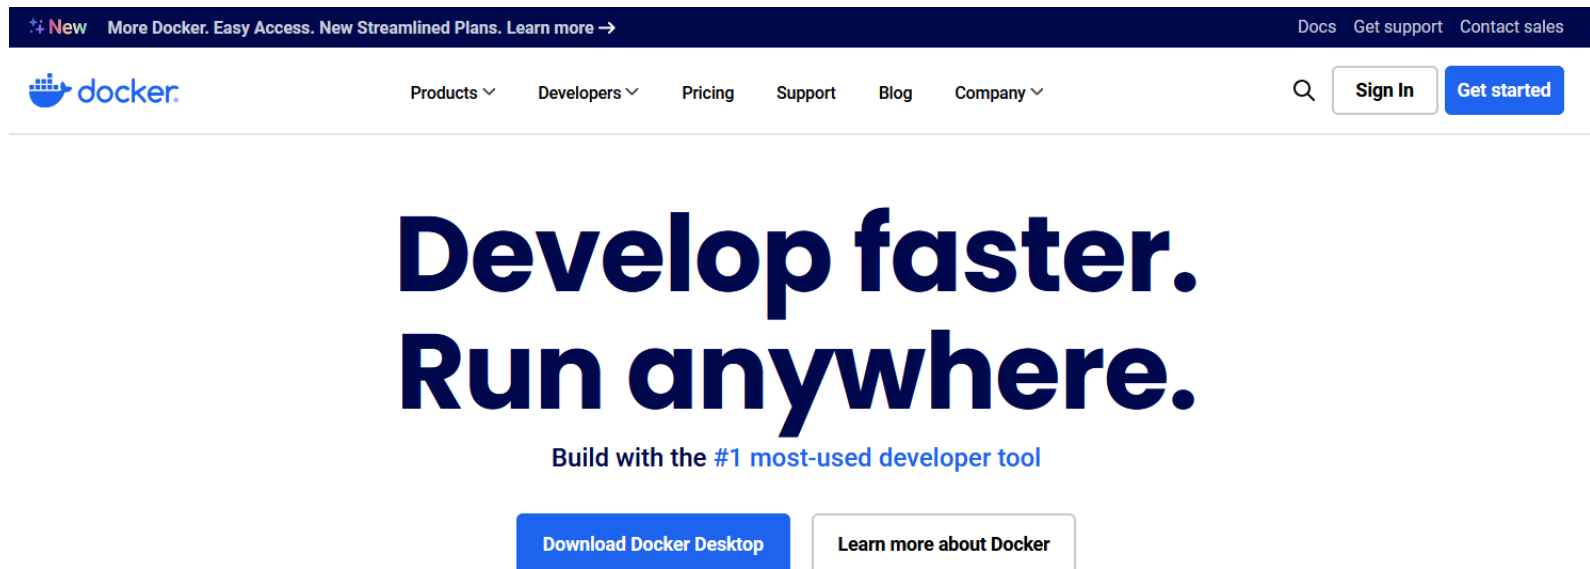 New More Docker. Easy Access. New Streamlined Plans. Learn more → Docs Get support Contact sales
docker Products Developers Pricing Support Blog Company Sign In Get started
Develop faster.
Run anywhere.
Build with the #1 most-used developer tool
Download Docker Desktop Learn more about Docker